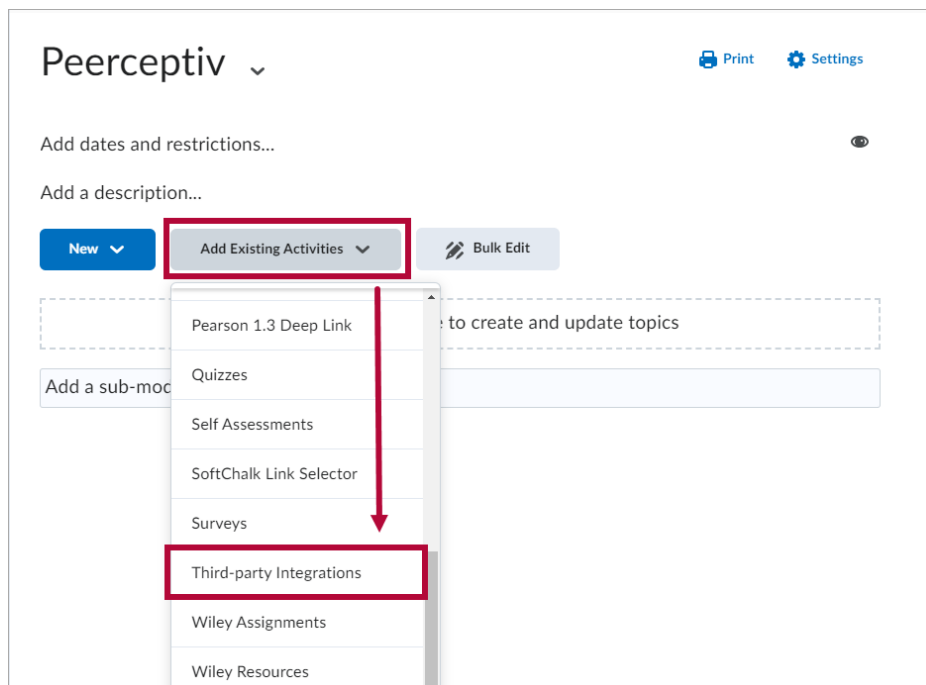 Peerceptiv
Print
Settings
Add dates and restrictions...
Add a description...
New
Add Existing Activities
Bulk Edit
to create and update topics
Add a sub-mod
Pearson 1.3 Deep Link
Quizzes
Self Assessments
SoftChalk Link Selector
Surveys
Third-party Integrations
Wiley Assignments
Wiley Resources